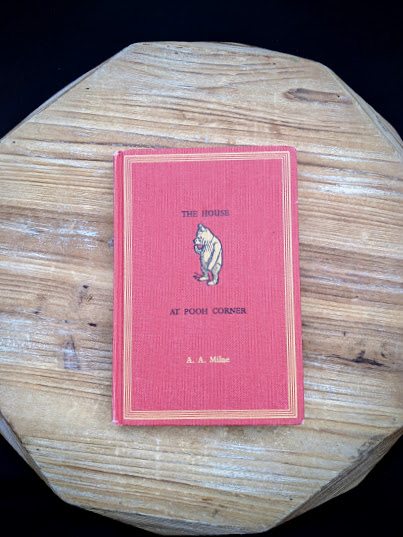 THE HOUSE
AT POOH CORNER
A. A. Milne